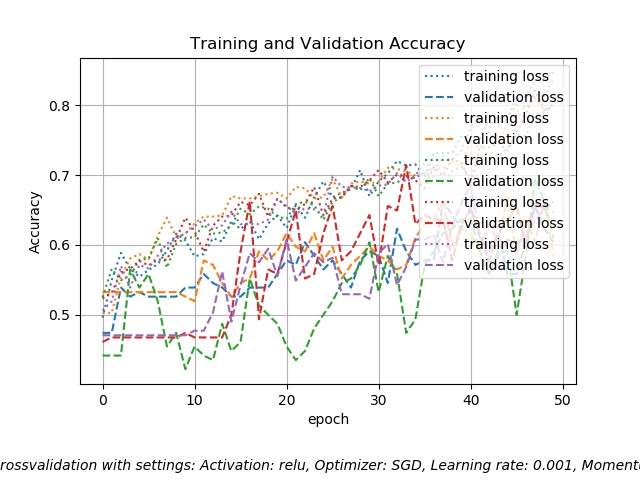 Training and Validation Accuracy
training loss
validation loss
training loss
validation loss
training loss
validation loss
training loss
validation loss
training loss
validation loss
Accuracy
0.8
0.7
0.6
0.5
0 10 20 30 40 50
epoch
rossvalidation with settings: Activation: relu, Optimizer: SGD, Learning rate: 0.001, Moment